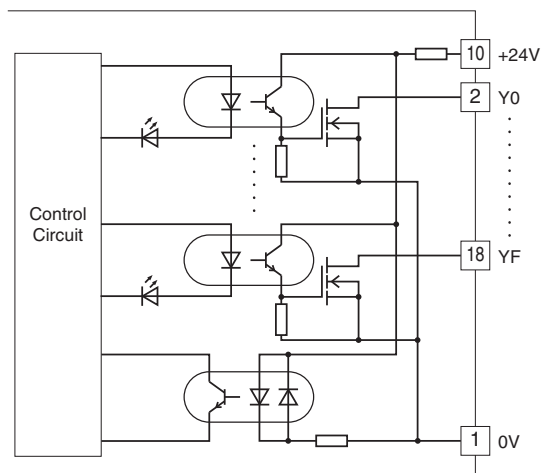 10 +24V
2 Y0
Control
Circuit
18 YF
1 0V